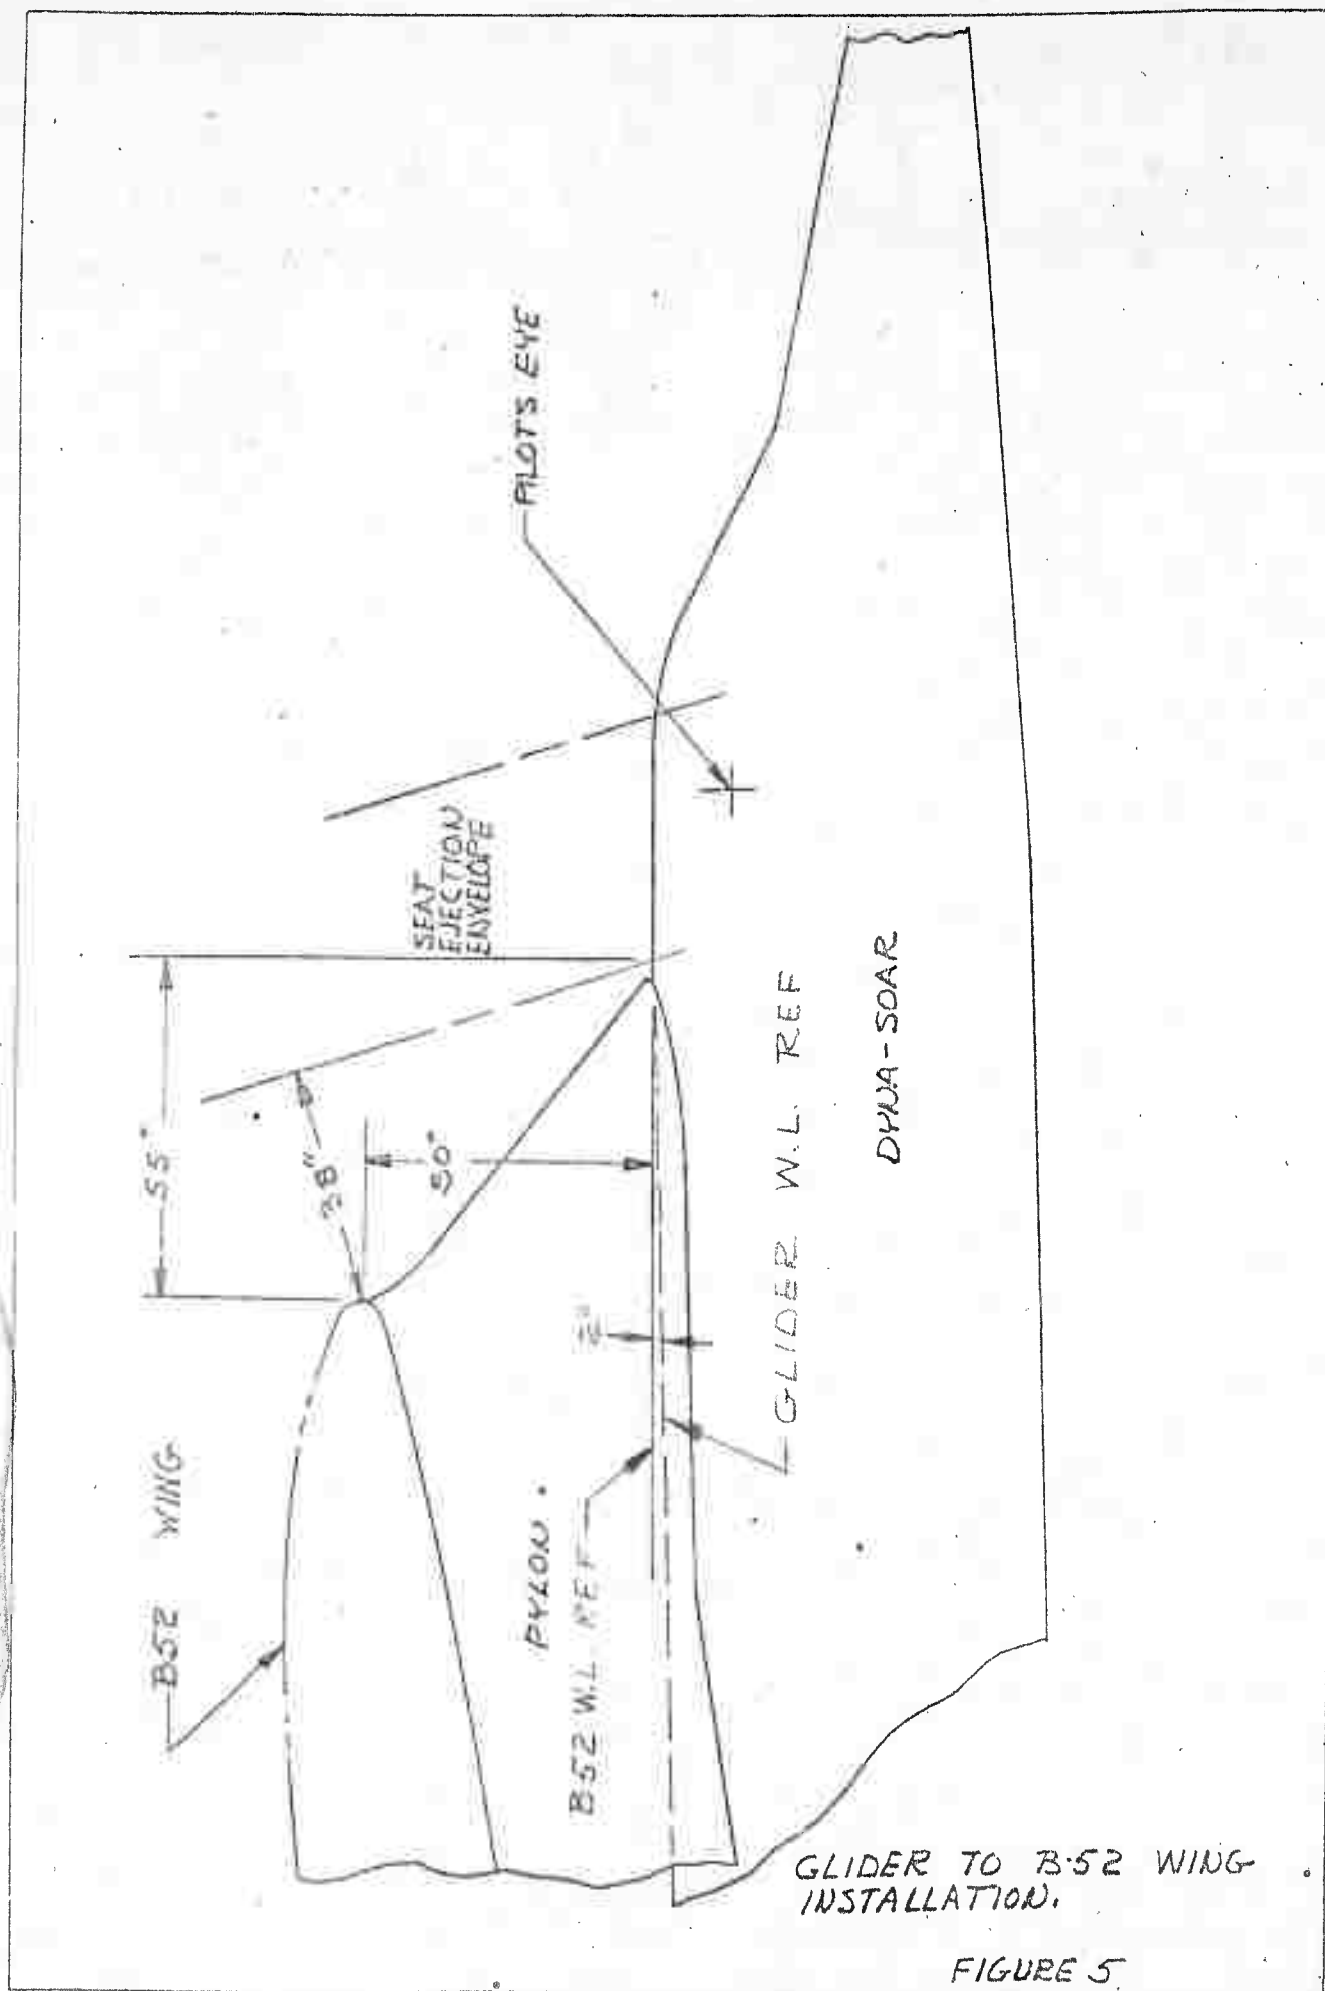 B52 WING
55"
38"
50"
SEAT
EJECTION
ENVELOPE
PILOTS EYE
PYLON
B52 W.L. REF
GLIDER W.L. REF
DYNA-SOAR
GLIDER TO B-52 WING
INSTALLATION.
FIGURE 5